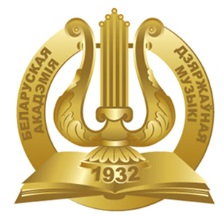 БЕЛАРУСКАЯ ДЗЯРЖАЎНАЯ
АКАДЭМІЯ МУЗЫКІ
1932